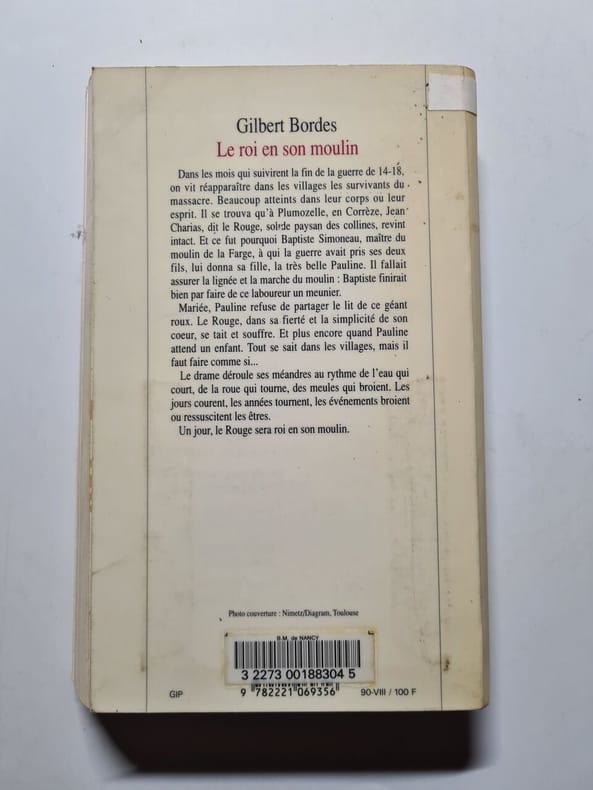 Gilbert Bordes
Le roi en son moulin
Dans les mois qui suivirent la fin de la guerre de 14-18,
on vit réapparaître dans les villages les survivants du
massacre. Beaucoup atteints dans leur corps ou leur
esprit. Il se trouva qu'à Plumozelle, en Corrèze, Jean
Charias, dit le Rouge, solide paysan des collines, revint
intact. Et ce fut pourquoi Baptiste Simoneau, maître du
moulin de la Farge, à qui la guerre avait pris ses deux
fils, lui donna sa fille, la très belle Pauline. Il fallait
assurer la lignée et la marche du moulin : Baptiste finirait
bien par faire de ce laboureur un meunier.
Mariée, Pauline refuse de partager le lit de ce géant
roux. Le Rouge, dans sa fierté et la simplicité de son
coeur, se tait et souffre. Et plus encore quand Pauline
attend un enfant. Tout se sait dans les villages, mais il
faut faire comme si...
Le drame déroule ses méandres au rythme de l'eau qui
court, de la roue qui tourne, des meules qui broient. Les
jours courent, les années tournent, les événements broient
ou ressuscitent les êtres.
Un jour, le Rouge sera roi en son moulin.
Photo couverture : Nimetz/Diagram, Toulouse
B.M. de NANCY
3 2273 00188304 5
GIP
9 782221 069356
90-VIII / 100 F